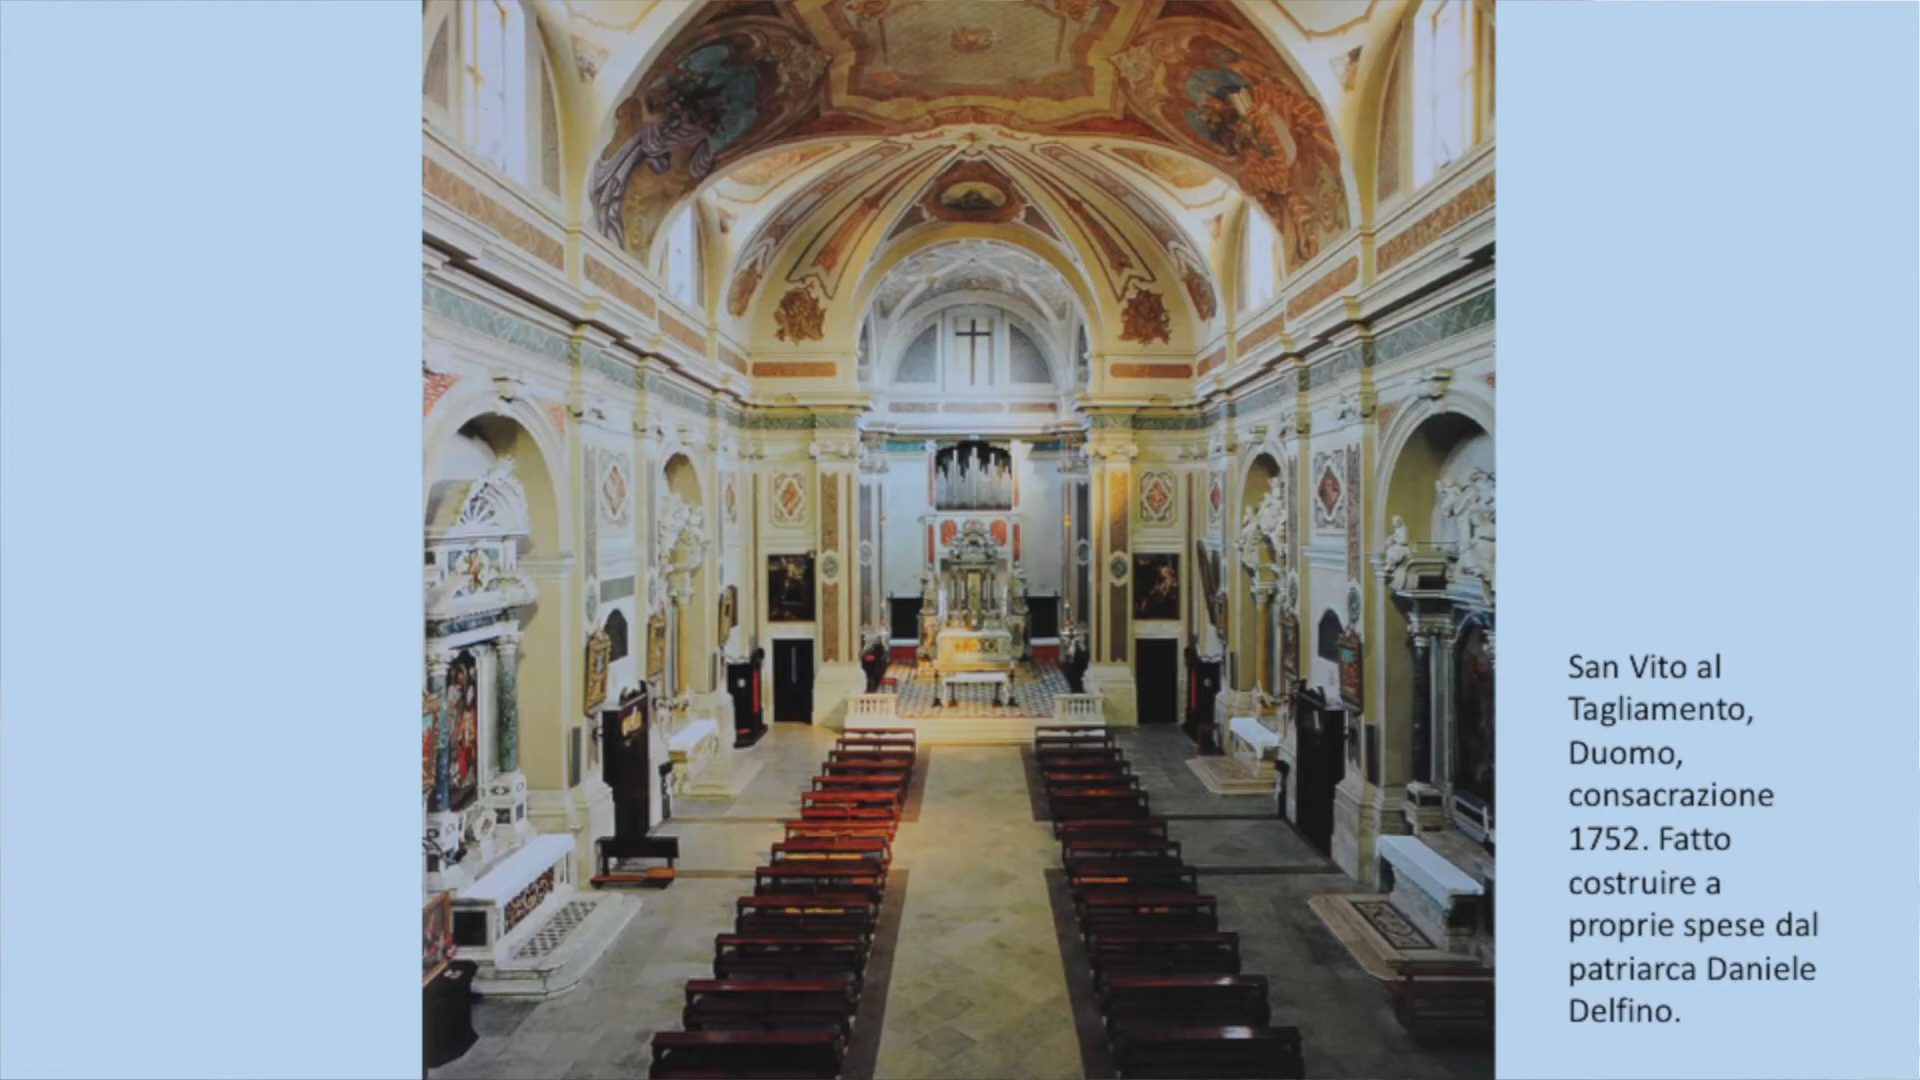 San Vito al
Tagliamento,
Duomo,
consacrazione
1752. Fatto
costruire a
proprie spese dal
patriarca Daniele
Delfino.